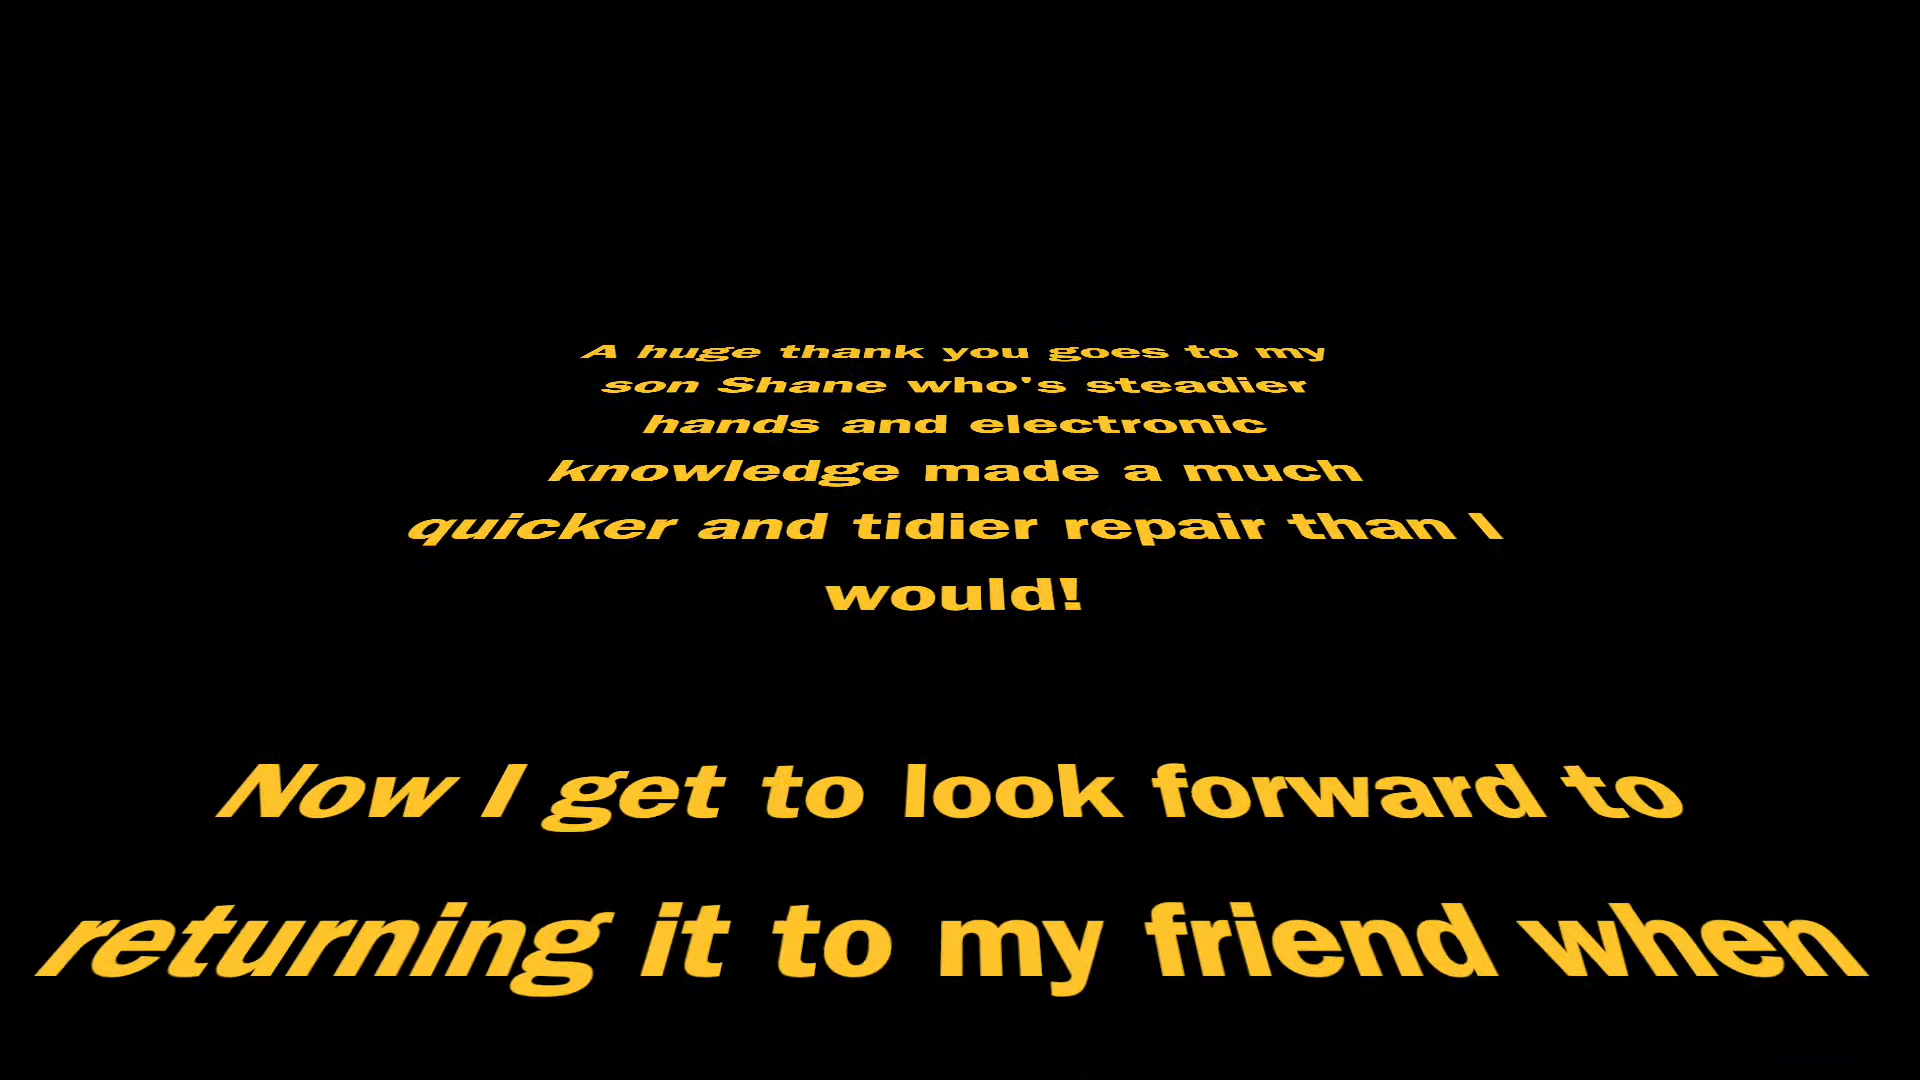 A huge thank you goes to my
son Shane who's steadier
hands and electronic
knowledge made a much
quicker and tidier repair than I
would!
Now I get to look forward to
returning it to my friend when